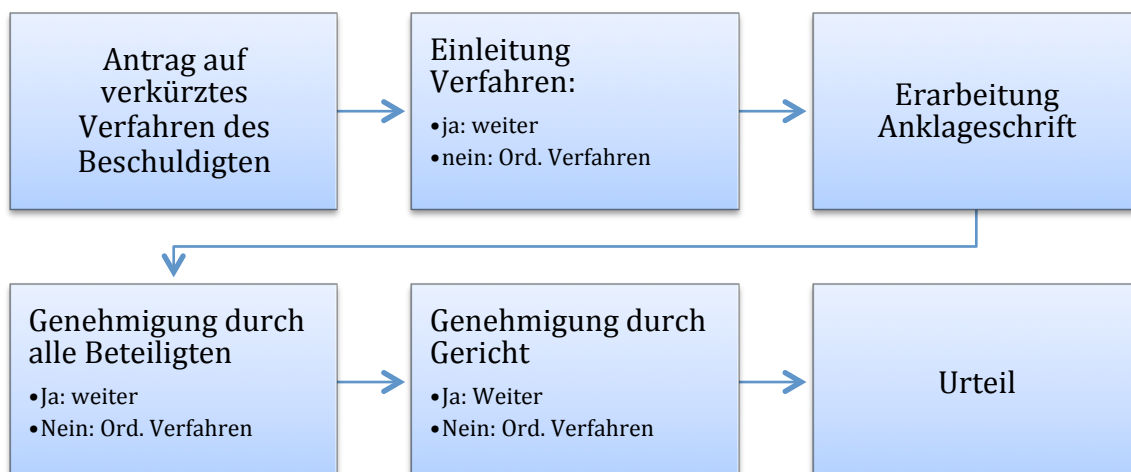 Antrag auf
verkürztes
Verfahren des
Beschuldigten
Einleitung
Verfahren:
•ja: weiter
•nein: Ord. Verfahren
Erarbeitung
Anklageschrift
Genehmigung durch
alle Beteiligten
•Ja: weiter
•Nein: Ord. Verfahren
Genehmigung durch
Gericht
•Ja: Weiter
•Nein: Ord. Verfahren
Urteil